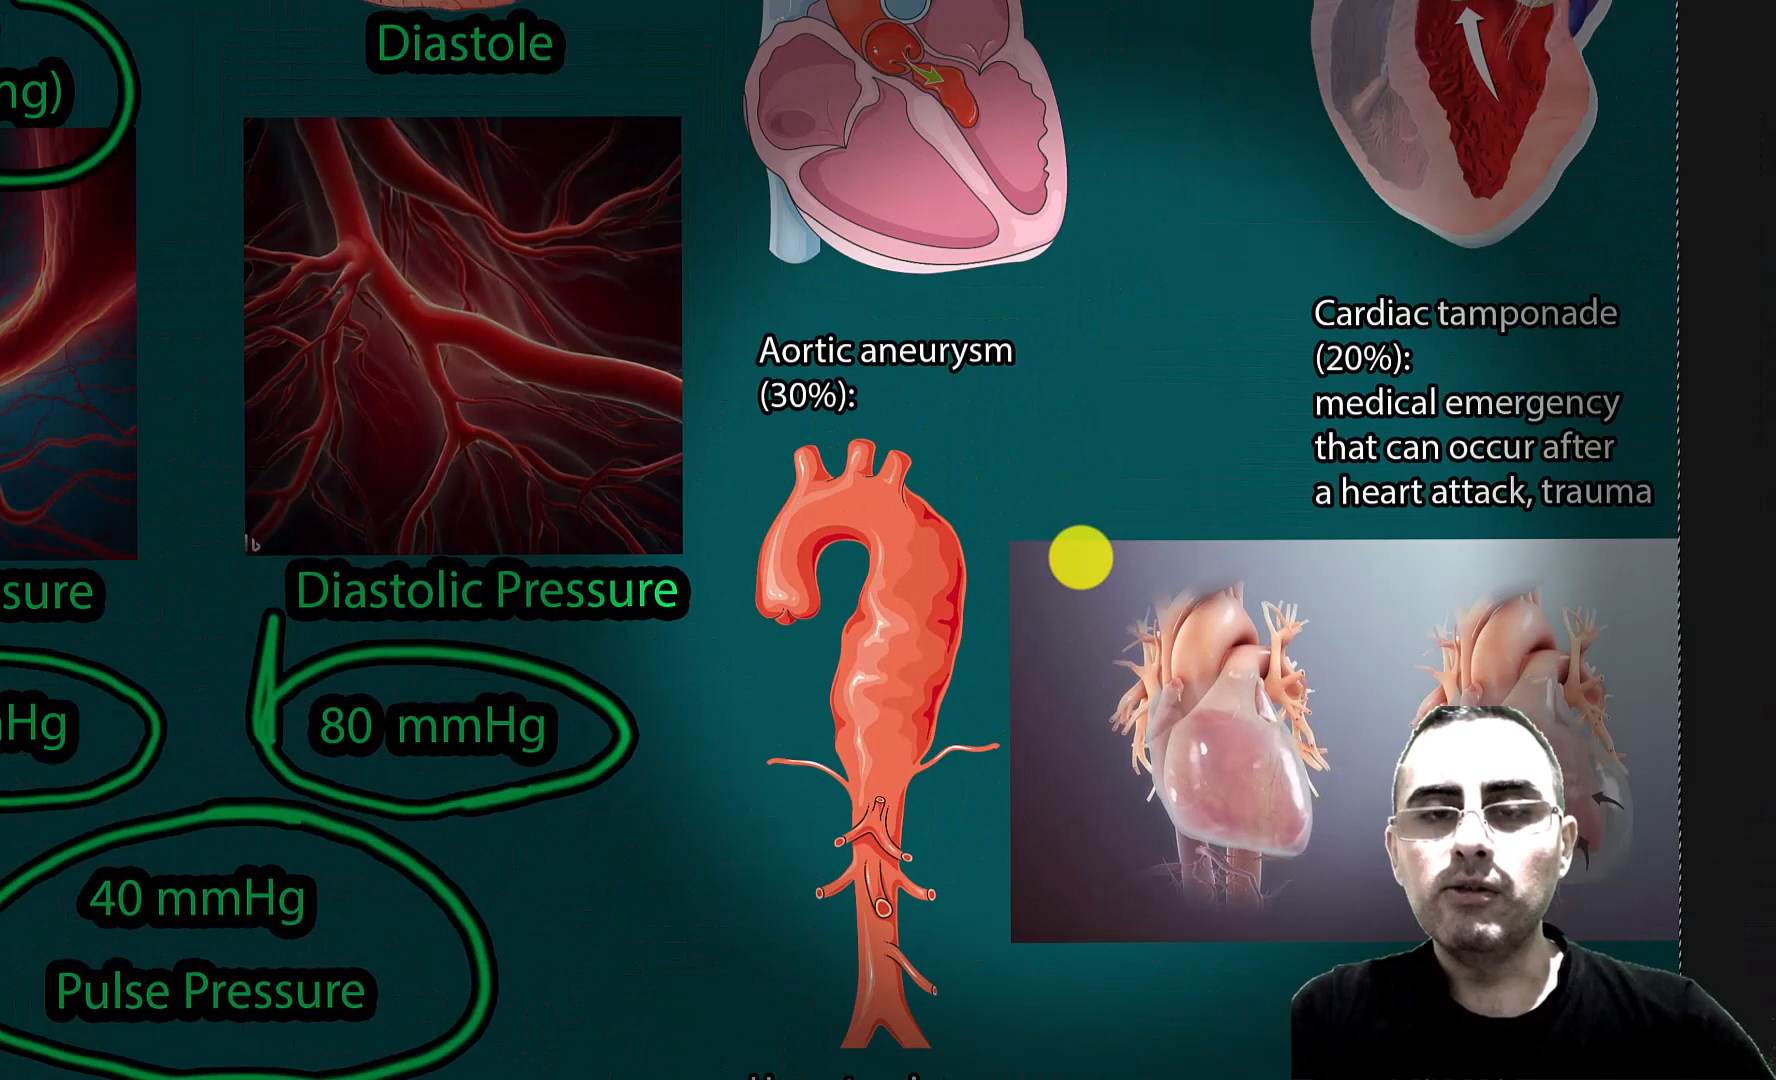 Diastole
ng)
Aortic aneurysm
(30%):
Cardiac tamponade
(20%):
medical emergency
that can occur after
a heart attack, trauma
sure
Diastolic Pressure
Hg
80 mmHg
40 mmHg
Pulse Pressure